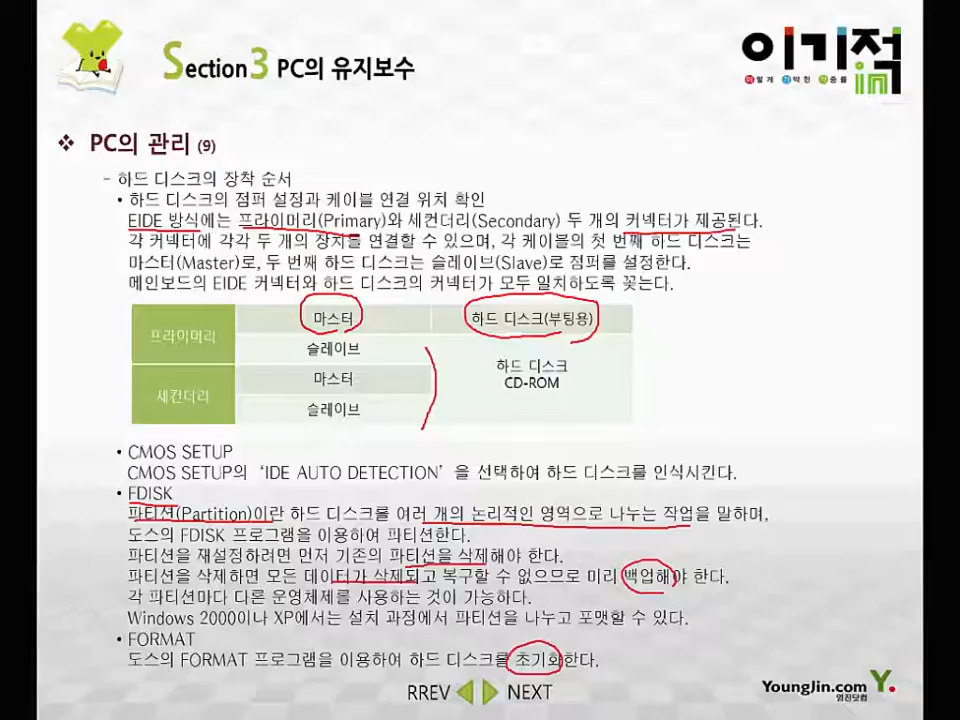 Section 3 PC의 유지보수
이기적 in
이렇게 기막힌 적중률
❖ PC의 관리 (9)
- 하드 디스크의 장착 순서
• 하드 디스크의 점퍼 설정과 케이블 연결 위치 확인
EIDE 방식에는 프라이머리(Primary)와 세컨더리(Secondary) 두 개의 커넥터가 제공된다.
각 커넥터에 각각 두 개의 장치를 연결할 수 있으며, 각 케이블의 첫 번째 하드 디스크는
마스터(Master)로, 두 번째 하드 디스크는 슬레이브(Slave)로 점퍼를 설정한다.
메인보드의 EIDE 커넥터와 하드 디스크의 커넥터가 모두 일치하도록 꽂는다.
프라이머리
마스터
하드 디스크(부팅용)
슬레이브
하드 디스크
CD-ROM
세컨더리
마스터
슬레이브
• CMOS SETUP
CMOS SETUP의 ‘IDE AUTO DETECTION’을 선택하여 하드 디스크를 인식시킨다.
• FDISK
파티션(Partition)이란 하드 디스크를 여러 개의 논리적인 영역으로 나누는 작업을 말하며,
도스의 FDISK 프로그램을 이용하여 파티션한다.
파티션을 재설정하려면 먼저 기존의 파티션을 삭제해야 한다.
파티션을 삭제하면 모든 데이터가 삭제되고 복구할 수 없으므로 미리 백업해야 한다.
각 파티션마다 다른 운영체제를 사용하는 것이 가능하다.
Windows 2000이나 XP에서는 설치 과정에서 파티션을 나누고 포맷할 수 있다.
• FORMAT
도스의 FORMAT 프로그램을 이용하여 하드 디스크를 초기화한다.
RREV NEXT
YoungJin.com Y.
영진닷컴